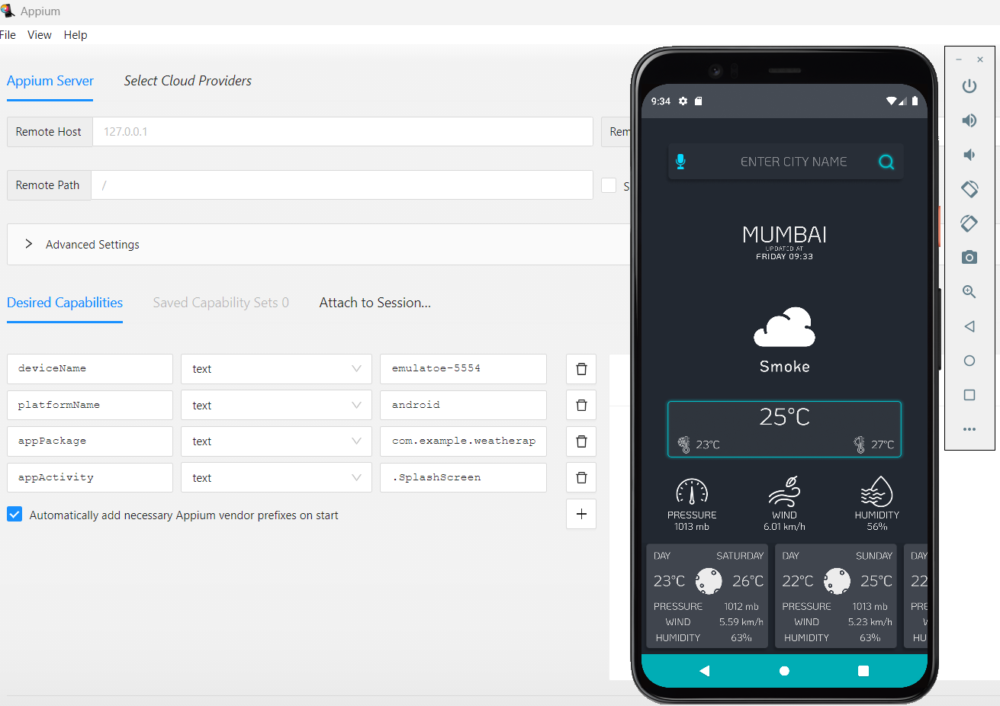 Appium
File View Help
Appium Server Select Cloud Providers
Remote Host 127.0.0.1 Rem
Remote Path / S
Advanced Settings
Desired Capabilities Saved Capability Sets 0 Attach to Session...
deviceName text emulatoe-5554
platformName text android
appPackage text com.example.weatherap
appActivity text .SplashScreen
Automatically add necessary Appium vendor prefixes on start
9:34
ENTER CITY NAME
MUMBAI
UPDATED AT
FRIDAY 09:33
Smoke
25°C
23°C 27°C
PRESSURE WIND HUMIDITY
1013 mb 6.01 km/h 56%
DAY SATURDAY DAY SUNDAY DAY
23°C 26°C 22°C 25°C 22
PRESSURE 1012 mb PRESSURE 1013 mb PRE
WIND 5.59 km/h WIND 5.23 km/h W
HUMIDITY 63% HUMIDITY 63% HU